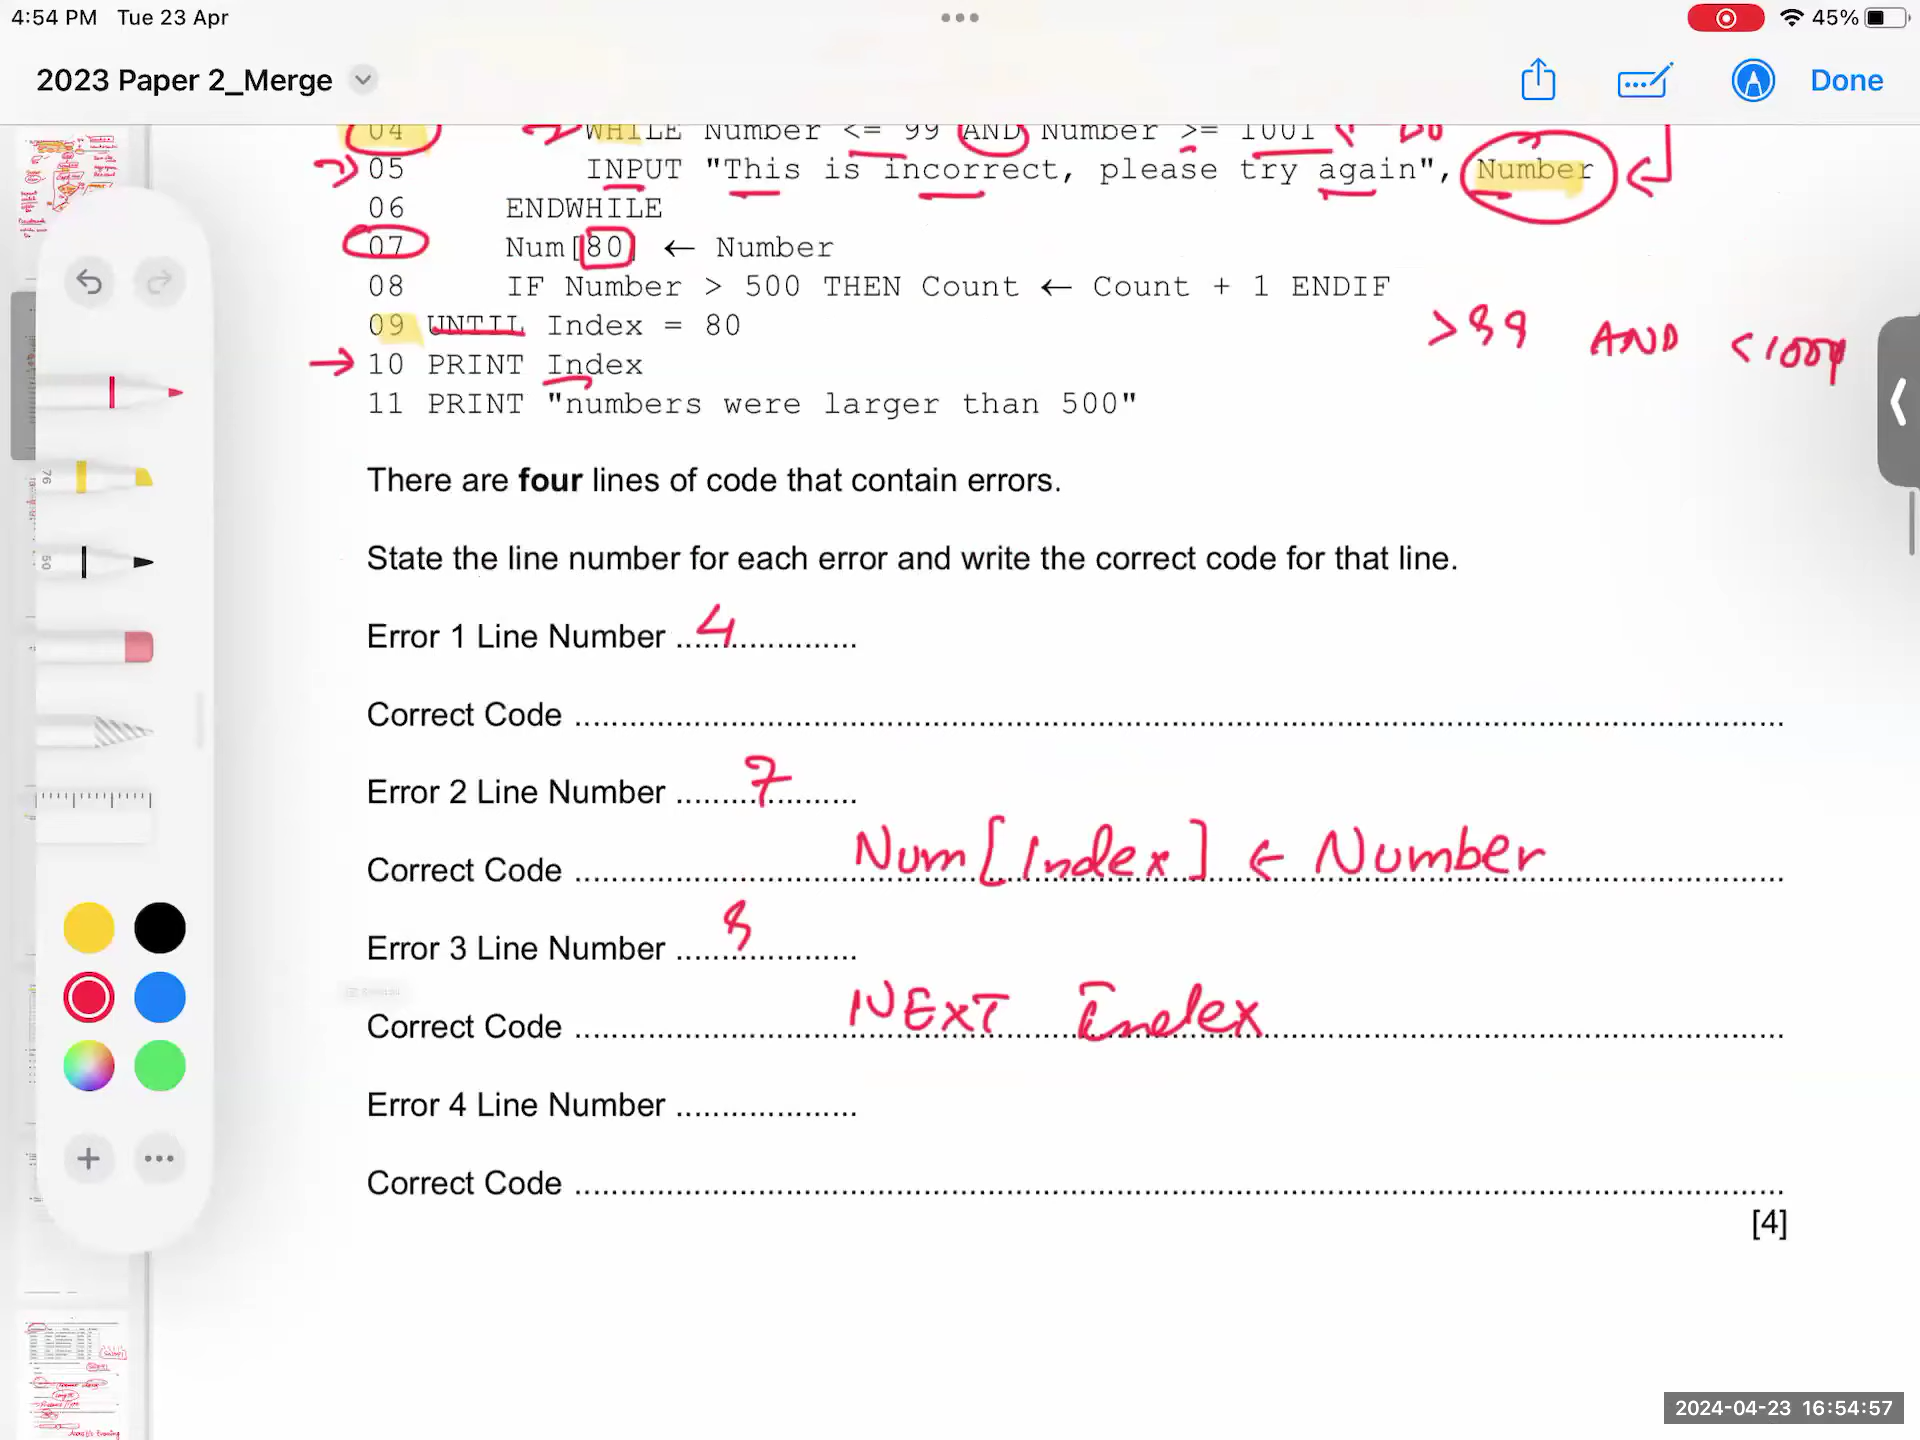 4:54 PM Tue 23 Apr
45%
2023 Paper 2_Merge
Done
04 WHILE Number <= 99 AND Number >= 1001 DO
05 INPUT "This is incorrect, please try again", Number
06 ENDWHILE
07 Num[80] ← Number
08 IF Number > 500 THEN Count ← Count + 1 ENDIF
09 UNTIL Index = 80
>99 AND <1001
10 PRINT Index
11 PRINT "numbers were larger than 500"
There are four lines of code that contain errors.
State the line number for each error and write the correct code for that line.
Error 1 Line Number ...4...
Correct Code ...
Error 2 Line Number ...7...
Correct Code ... Num[Index] ← Number
Error 3 Line Number ...9...
Correct Code ... NEXT Index
Error 4 Line Number ...
Correct Code ...
[4]
76
50
2024-04-23 16:54:57